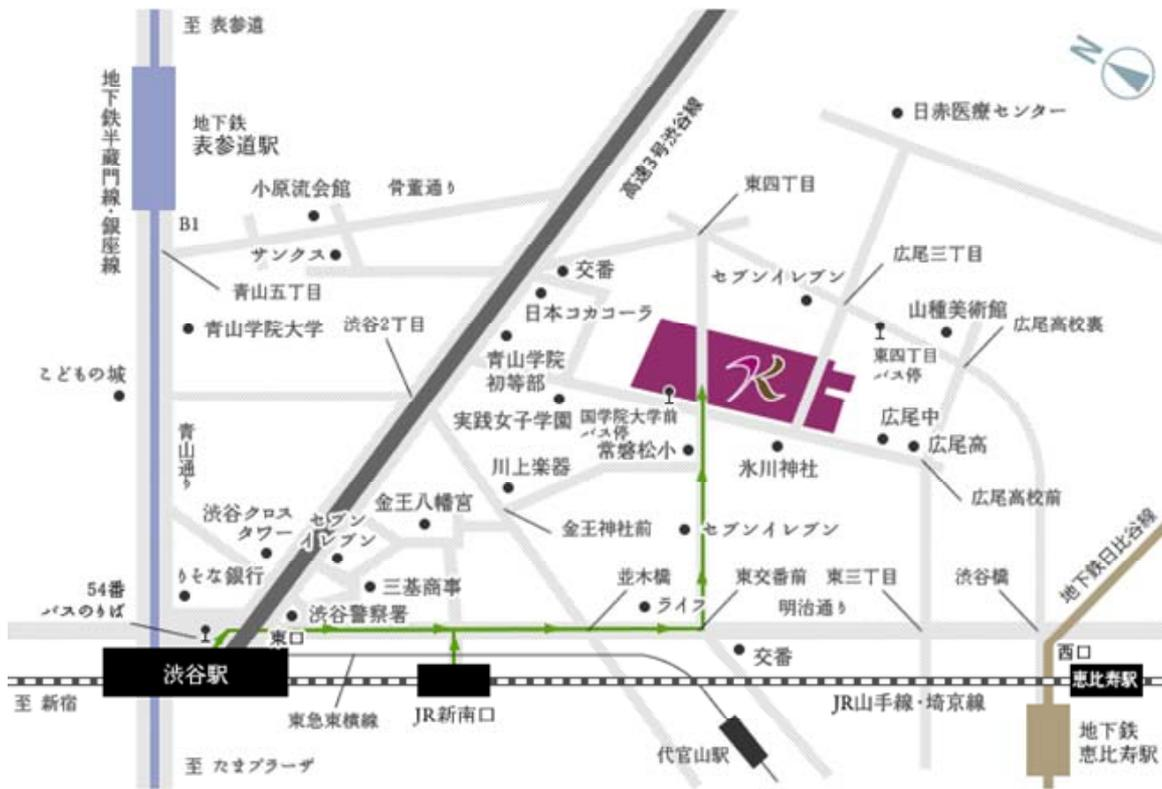 至 表参道
地下鉄半蔵門線・銀座線
地下鉄
表参道駅
小原流会館
骨董通り
高速3号渋谷線
N
日赤医療センター
B1
サンクス
東四丁目
青山五丁目
交番
セブンイレブン
広尾三丁目
青山学院大学
渋谷2丁目
日本コカコーラ
山種美術館
広尾高校裏
こどもの城
青山学院
初等部
K
東四丁目
バス停
実践女子学園
国学院大学前
バス停
広尾中
青山通り
常磐松小
氷川神社
広尾高
川上楽器
広尾高校前
渋谷クロス
タワー
セブン
イレブン
金王八幡宮
金王神社前
セブンイレブン
地下鉄日比谷線
54番
バスのりば
りそな銀行
三基商事
並木橋
東交番前
東三丁目
渋谷橋
渋谷警察署
ライフ
明治通り
東口
交番
西口
渋谷駅
恵比寿駅
至 新宿
東急東横線
JR新南口
JR山手線・埼京線
代官山駅
地下鉄
恵比寿駅
至 たまプラーザ